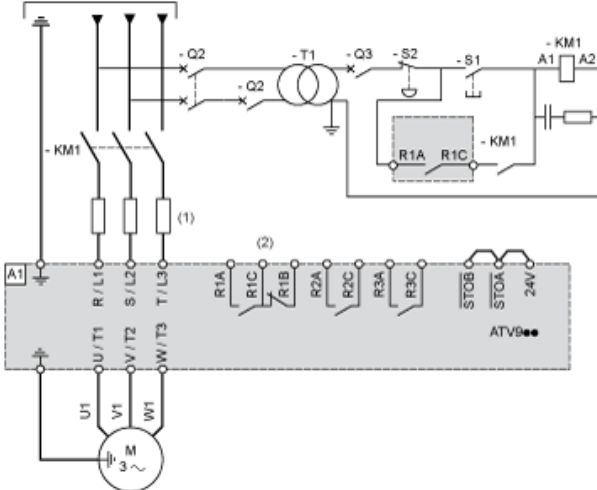 - Q2
- T1
- Q3
- S2
- S1
- KM1
A1
A2
- Q2
- KM1
R1A
R1C
- KM1
(1)
(2)
A1
R / L1
S / L2
T / L3
R1A
R1C
R1B
R2A
R2C
R3A
R3C
STOB
STOA
24V
ATV9●●
U / T1
V / T2
W / T3
U1
V1
W1
M
3 ~